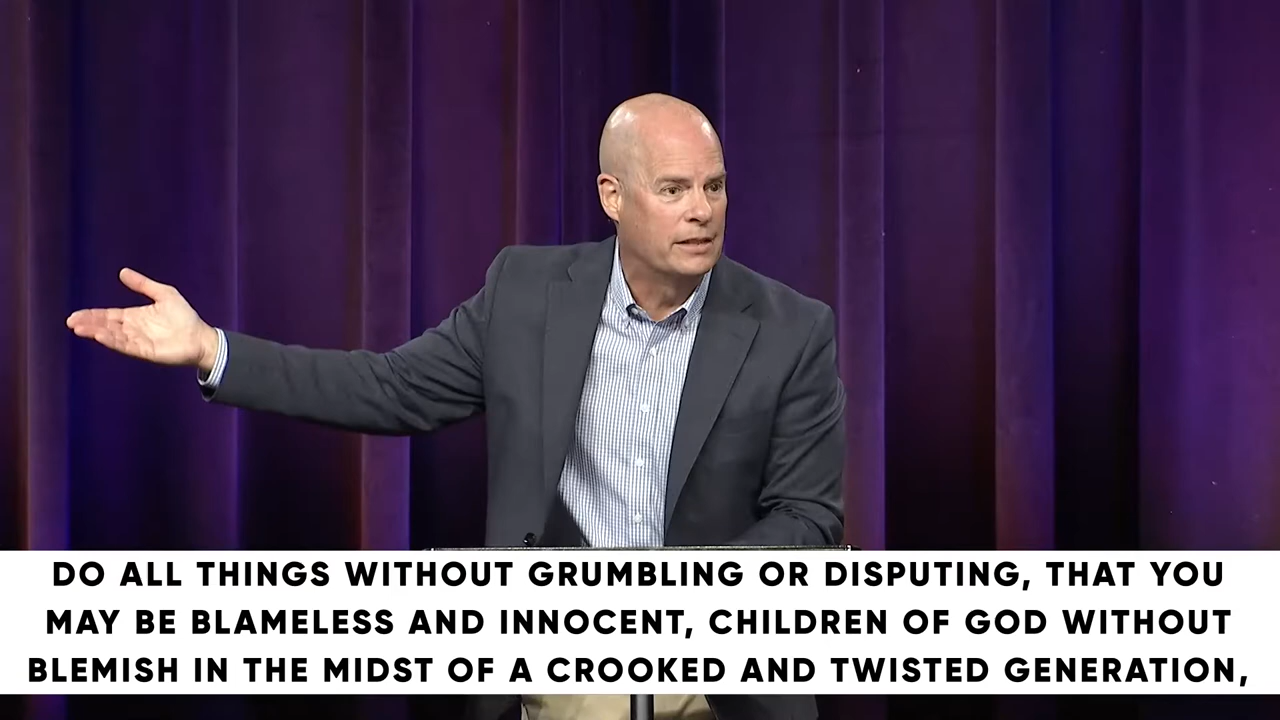 DO ALL THINGS WITHOUT GRUMBLING OR DISPUTING, THAT YOU
MAY BE BLAMELESS AND INNOCENT, CHILDREN OF GOD WITHOUT
BLEMISH IN THE MIDST OF A CROOKED AND TWISTED GENERATION,